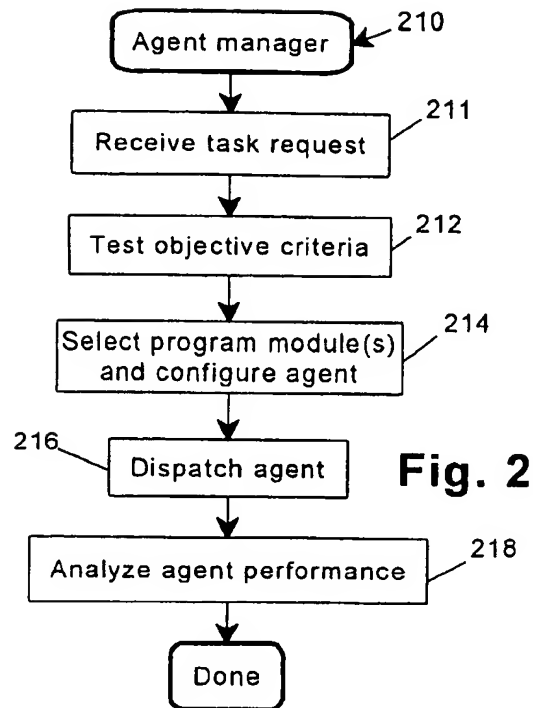 Agent manager
210
Receive task request
211
Test objective criteria
212
Select program module(s)
and configure agent
214
216
Dispatch agent
Fig. 2
Analyze agent performance
218
Done